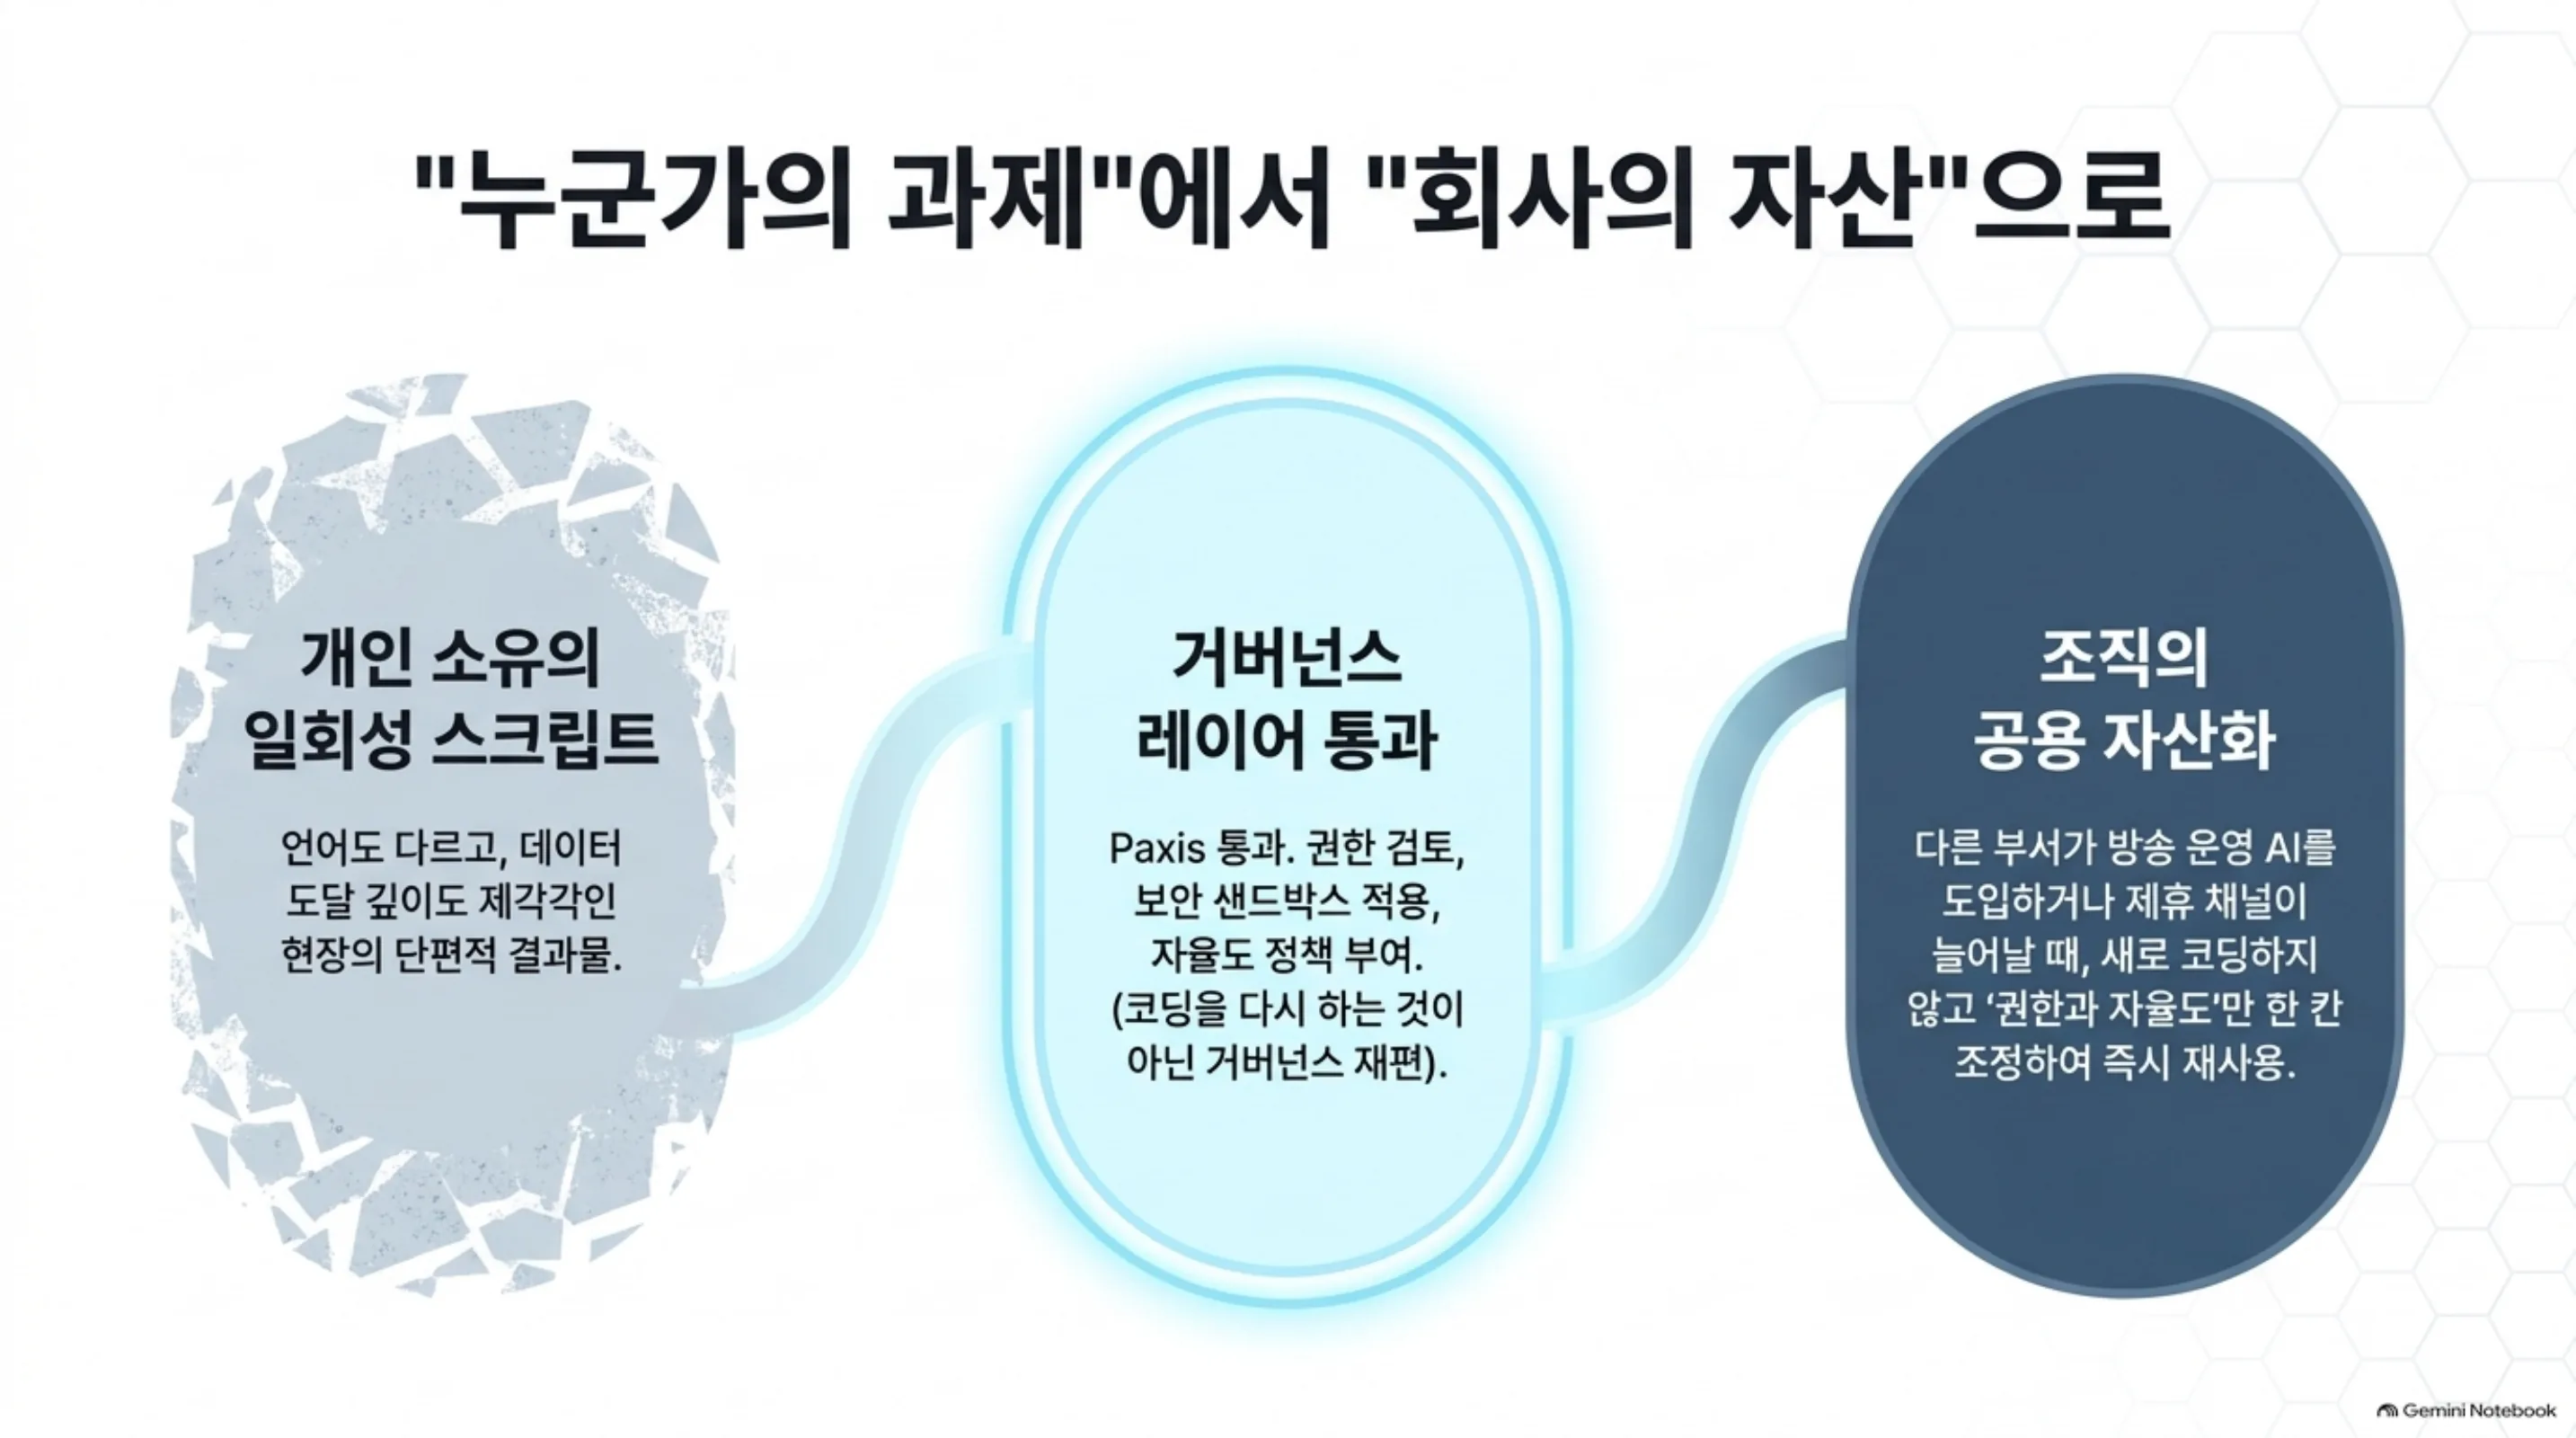 "누군가의 과제"에서 "회사의 자산"으로
개인 소유의
일회성 스크립트
언어도 다르고, 데이터
도달 깊이도 제각각인
현장의 단편적 결과물.
거버넌스
레이어 통과
Paxis 통과. 권한 검토,
보안 샌드박스 적용,
자율도 정책 부여.
(코딩을 다시 하는 것이
아닌 거버넌스 재편).
조직의
공용 자산화
다른 부서가 방송 운영 AI를
도입하거나 제휴 채널이
늘어날 때, 새로 코딩하지
않고 ‘권한과 자율도’만 한 칸
조정하여 즉시 재사용.
Gemini Notebook